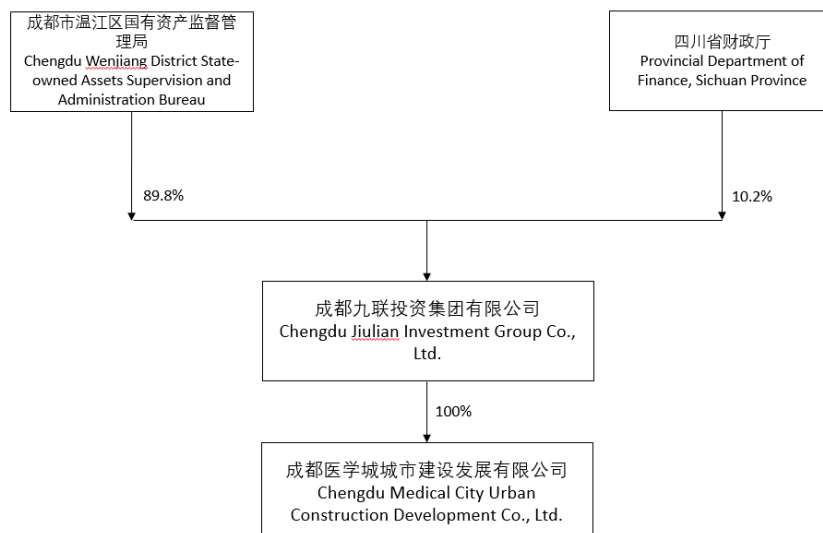 成都市温江区国有资产监督管
理局
Chengdu Wenjiang District State-
owned Assets Supervision and
Administration Bureau
四川省财政厅
Provincial Department of
Finance, Sichuan Province
89.8%
10.2%
成都九联投资集团有限公司
Chengdu Jiulian Investment Group Co.,
Ltd.
100%
成都医学城城市建设发展有限公司
Chengdu Medical City Urban
Construction Development Co., Ltd.